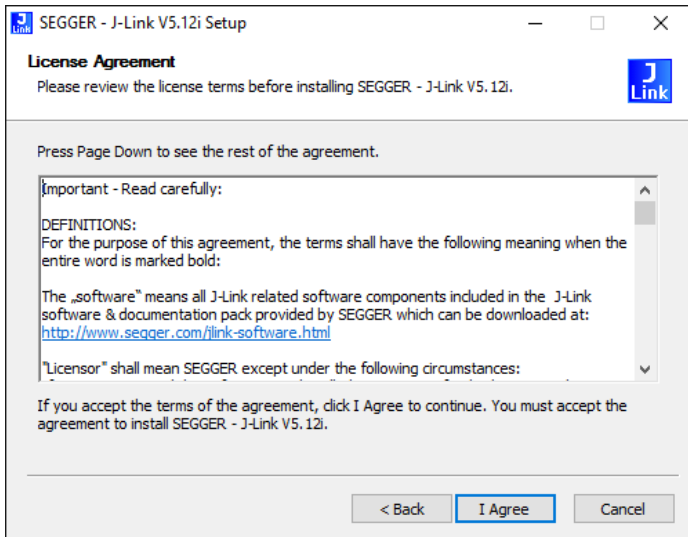 SEGGER - J-Link V5.12i Setup
License Agreement
Please review the license terms before installing SEGGER - J-Link V5.12i.
J
Link
Press Page Down to see the rest of the agreement.
Important - Read carefully:
DEFINITIONS:
For the purpose of this agreement, the terms shall have the following meaning when the
entire word is marked bold:
The „software“ means all J-Link related software components included in the  J-Link
software & documentation pack provided by SEGGER which can be downloaded at:
http://www.segger.com/jlink-software.html
"Licensor" shall mean SEGGER except under the following circumstances:
If you accept the terms of the agreement, click I Agree to continue. You must accept the
agreement to install SEGGER - J-Link V5.12i.
< Back
I Agree
Cancel